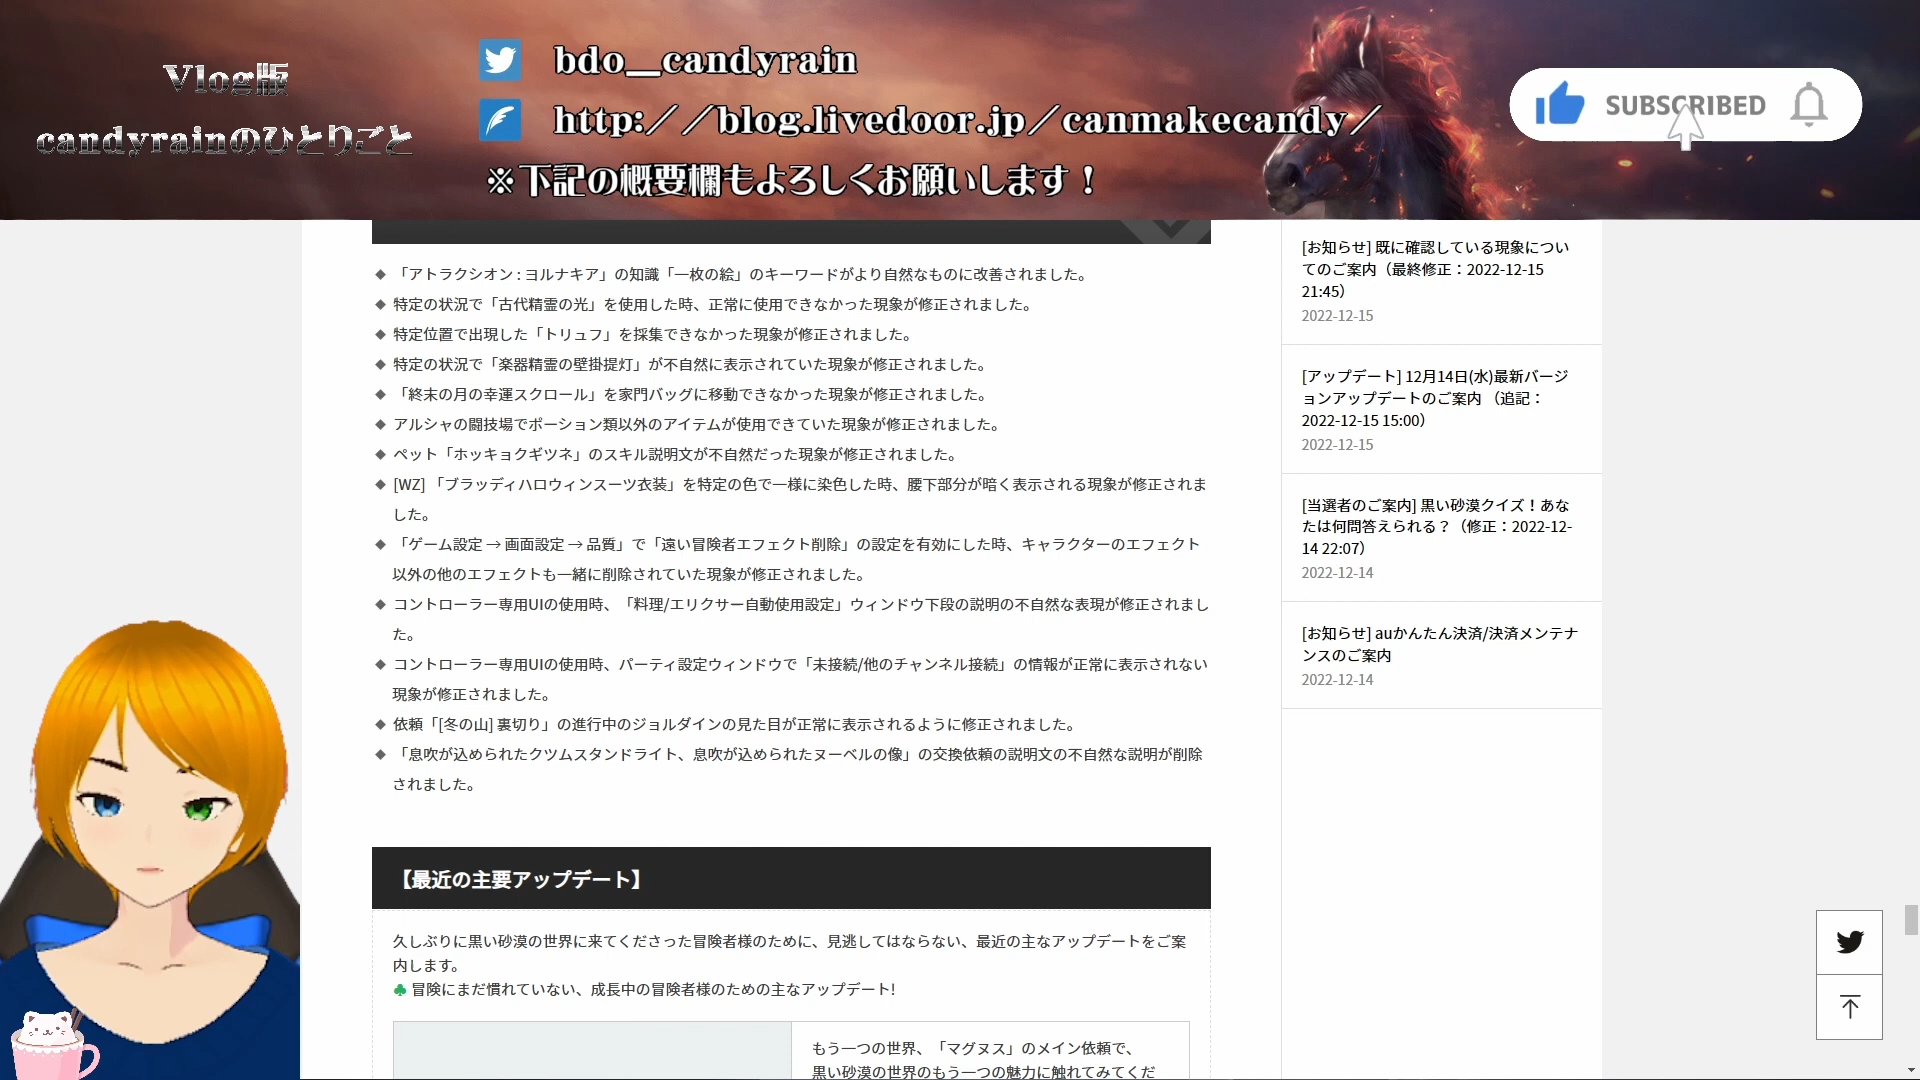 Vlog版
candyrainのひとりごと
bdo__candyrain
http:／／blog.livedoor.jp／canmakecandy／
※下記の概要欄もよろしくお願いします！
SUBSCRIBED
◆ 「アトラクシオン : ヨルナキア」の知識「一枚の絵」のキーワードがより自然なものに改善されました。
◆ 特定の状況で「古代精霊の光」を使用した時、正常に使用できなかった現象が修正されました。
◆ 特定位置で出現した「トリュフ」を採集できなかった現象が修正されました。
◆ 特定の状況で「楽器精霊の壁掛提灯」が不自然に表示されていた現象が修正されました。
◆ 「終末の月の幸運スクロール」を家門バッグに移動できなかった現象が修正されました。
◆ アルシャの闘技場でポーション類以外のアイテムが使用できていた現象が修正されました。
◆ ペット「ホッキョクギツネ」のスキル説明文が不自然だった現象が修正されました。
◆ [WZ] 「ブラッディハロウィンスーツ衣装」を特定の色で一様に染色した時、腰下部分が暗く表示される現象が修正されま
した。
◆ 「ゲーム設定 → 画面設定 → 品質」で「遠い冒険者エフェクト削除」の設定を有効にした時、キャラクターのエフェクト
以外の他のエフェクトも一緒に削除されていた現象が修正されました。
◆ コントローラー専用UIの使用時、「料理/エリクサー自動使用設定」ウィンドウ下段の説明の不自然な表現が修正されまし
た。
◆ コントローラー専用UIの使用時、パーティ設定ウィンドウで「未接続/他のチャンネル接続」の情報が正常に表示されない
現象が修正されました。
◆ 依頼「[冬の山] 裏切り」の進行中のジョルダインの見た目が正常に表示されるように修正されました。
◆ 「息吹が込められたクツムスタンドライト、息吹が込められたヌーベルの像」の交換依頼の説明文の不自然な説明が削除
されました。
【最近の主要アップデート】
久しぶりに黒い砂漠の世界に来てくださった冒険者様のために、見逃してはならない、最近の主なアップデートをご案
内します。
♣ 冒険にまだ慣れていない、成長中の冒険者様のための主なアップデート!
もう一つの世界、「マグヌス」のメイン依頼で、
黒い砂漠の世界のもう一つの魅力に触れてみてくだ
[お知らせ] 既に確認している現象につい
てのご案内（最終修正：2022-12-15
21:45）
2022-12-15
[アップデート] 12月14日(水)最新バージ
ョンアップデートのご案内 （追記：
2022-12-15 15:00）
2022-12-15
[当選者のご案内] 黒い砂漠クイズ！あな
たは何問答えられる？（修正：2022-12-
14 22:07）
2022-12-14
[お知らせ] auかんたん決済/決済メンテナ
ンスのご案内
2022-12-14